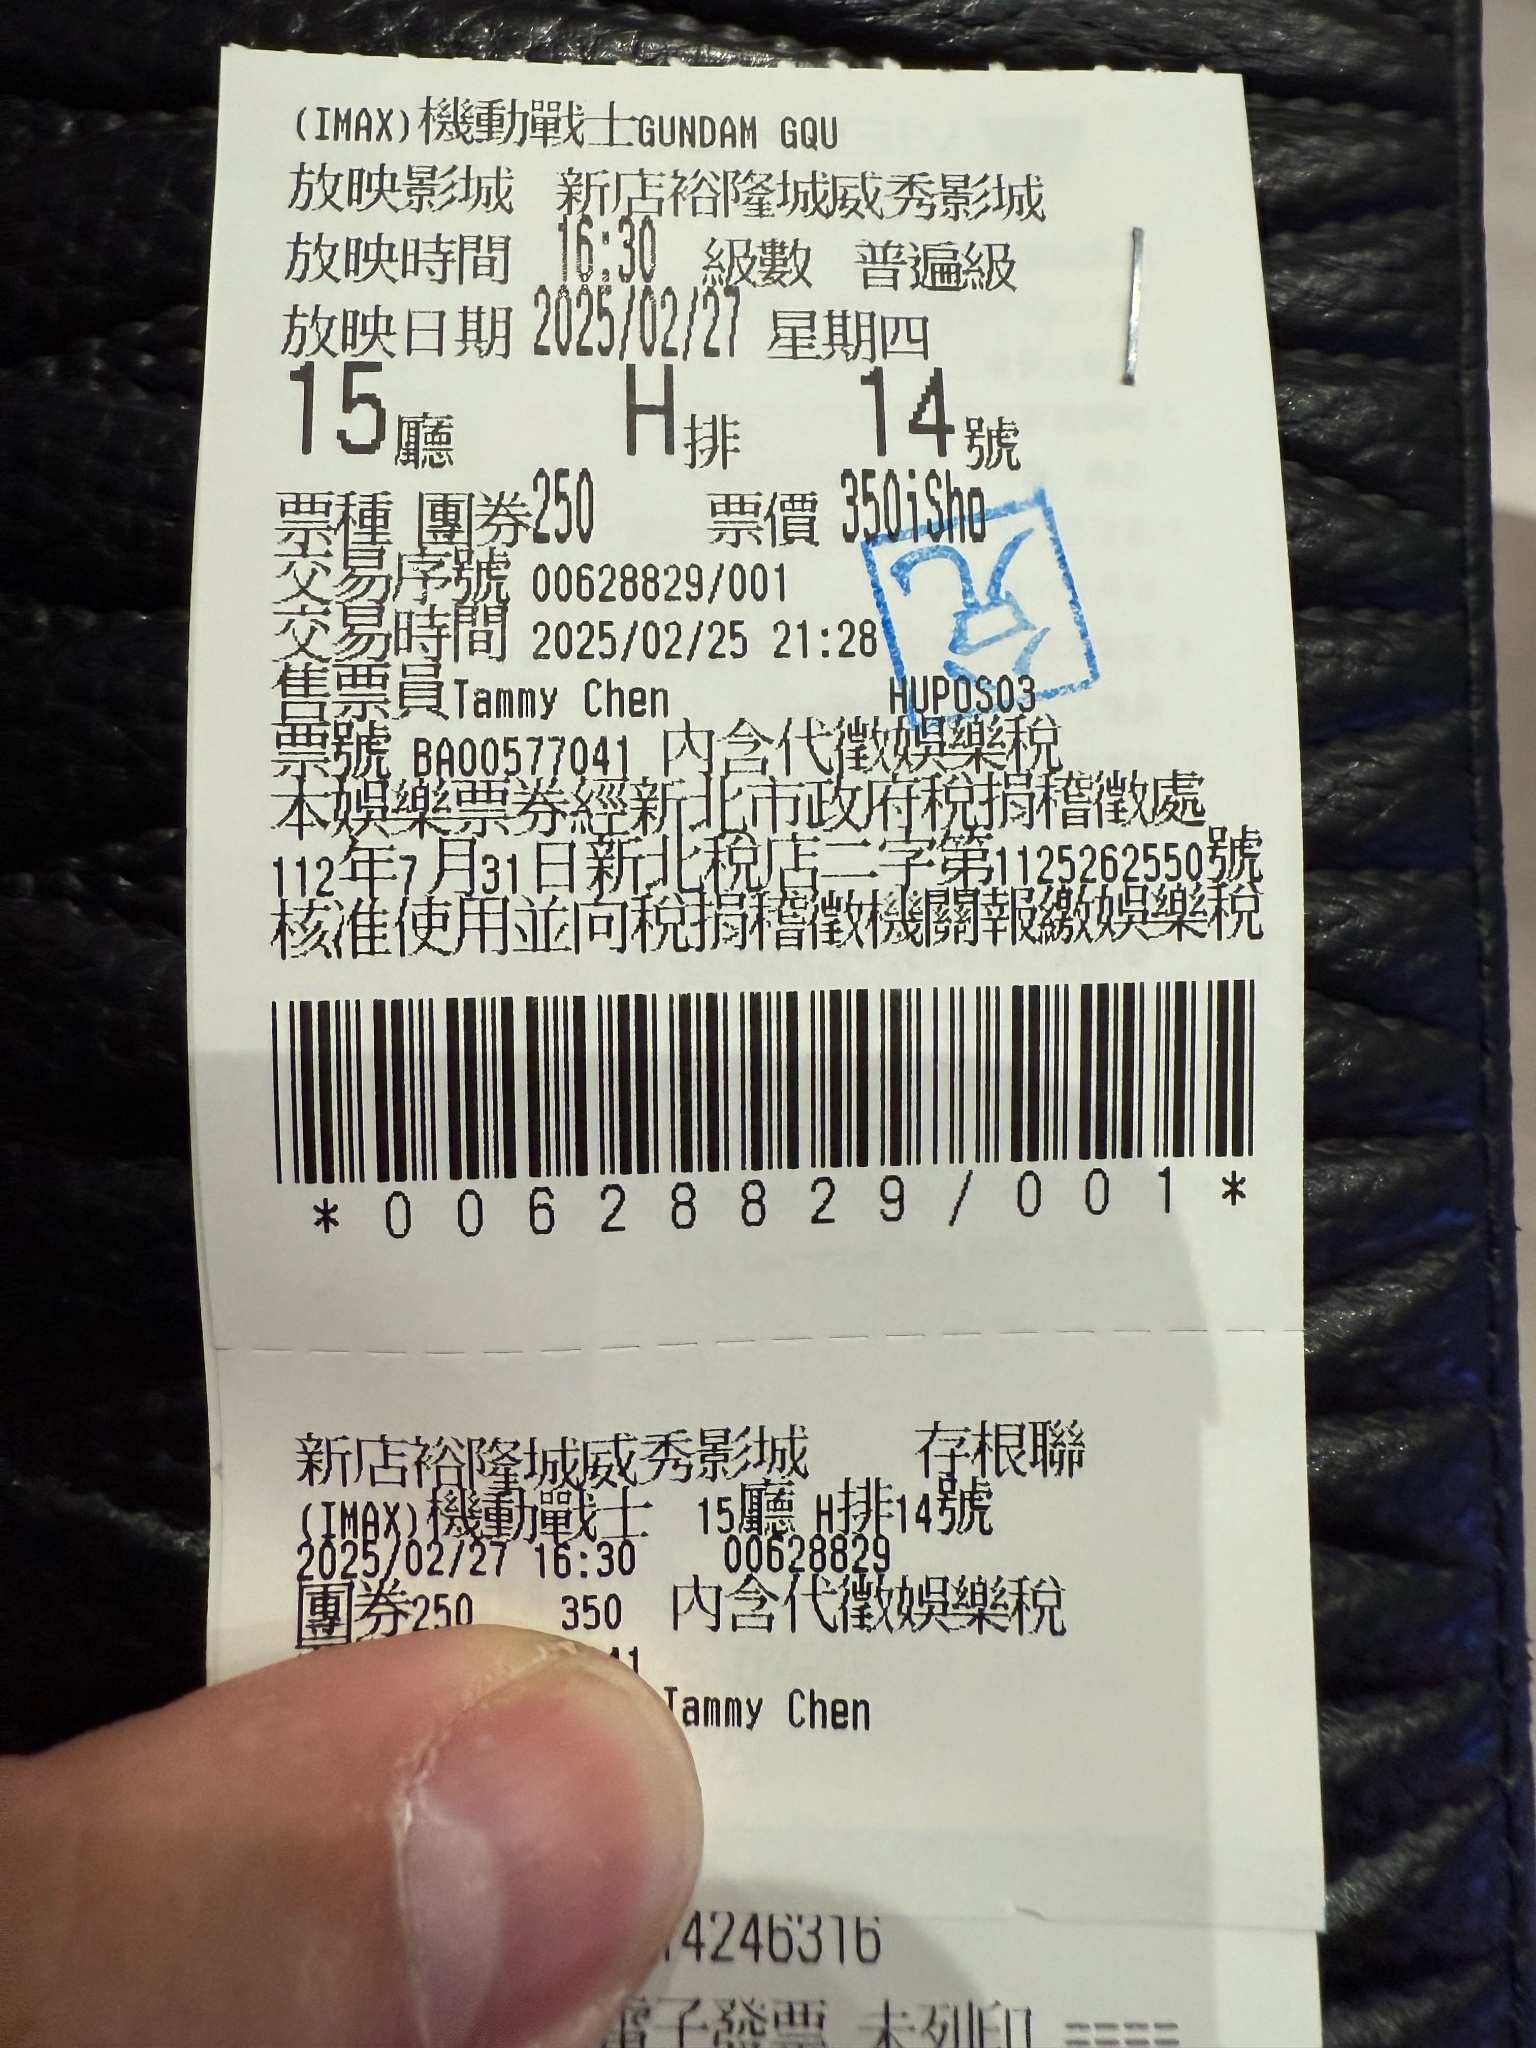 (IMAX)機動戰士GUNDAM GQU
放映影城 新店裕隆城威秀影城
放映時間 16:30 級數 普遍級
放映日期 2025/02/27 星期四
15廳 H排 14號
票種 團券250 票價 350iSho
交易序號 00628829/001
交易時間 2025/02/25 21:28
售票員Tammy Chen HUPOS03
票號 BA00577041 內含代徵娛樂稅
本娛樂票券經新北市政府稅捐稽徵處
112年7月31日新北稅店二字第1125262550號
核准使用並向稅捐稽徵機關報繳娛樂稅
*00628829/001*
新店裕隆城威秀影城 存根聯
(IMAX)機動戰士 15廳 H排14號
2025/02/27 16:30 00628829
團券250 350 內含代徵娛樂稅
41
Tammy Chen
14246316
電子發票 未列印 ====